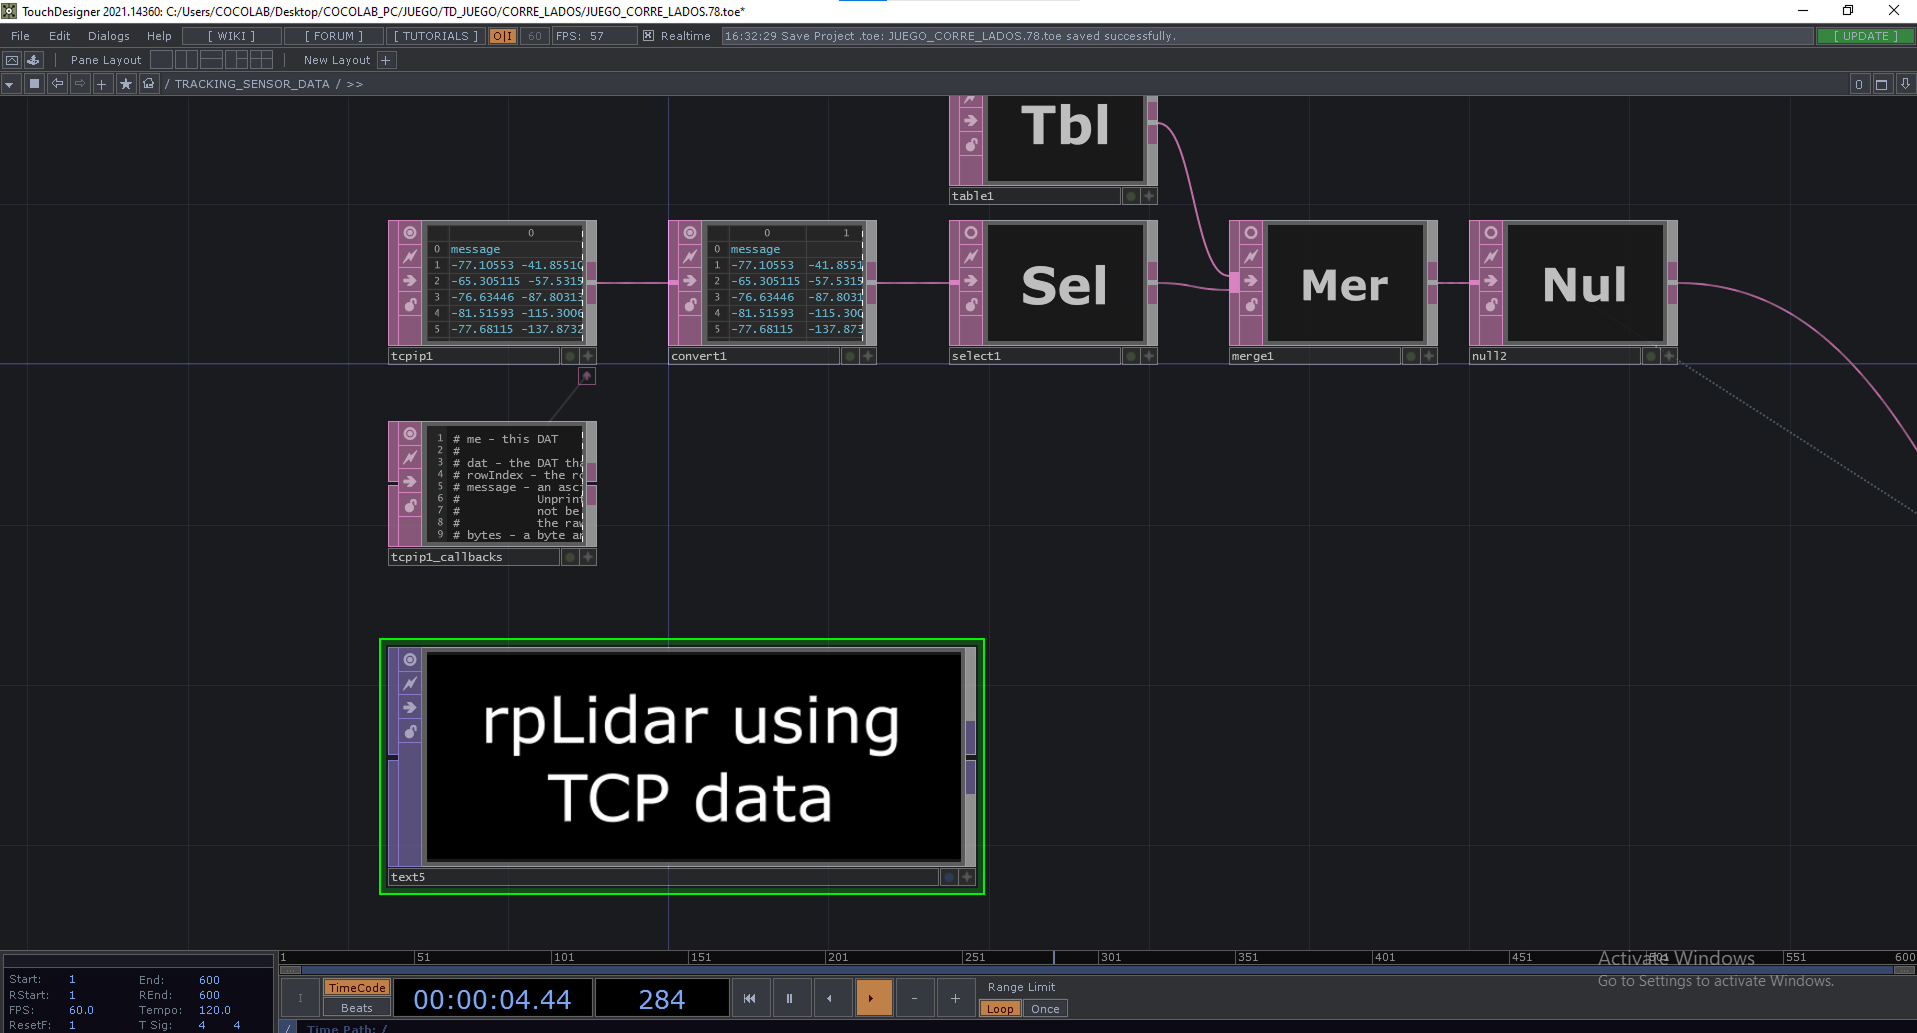 TouchDesigner 2021.14360: C:/Users/COCOLAB/Desktop/COCOLAB_PC/JUEGO/TD_JUEGO/CORRE_LADOS/JUEGO_CORRE_LADOS.78.toe*
File Edit Dialogs Help [ WIKI ] [ FORUM ] [ TUTORIALS ] O|I 60 FPS: 57 Realtime 16:32:29 Save Project .toe: JUEGO_CORRE_LADOS.78.toe saved successfully. [ UPDATE ]
Pane Layout New Layout +
/ TRACKING_SENSOR_DATA / >> 0
Tbl
table1
0
0 message
1 -77.10553 -41.85510
2 -65.305115 -57.5315
3 -76.63446 -87.80313
4 -81.51593 -115.3006
5 -77.68115 -137.8732
tcpip1
0 1
0 message
1 -77.10553 -41.8551
2 -65.305115 -57.5315
3 -76.63446 -87.8031
4 -81.51593 -115.300
5 -77.68115 -137.873
convert1
Sel
select1
Mer
merge1
Nul
null2
1 # me - this DAT
2 #
3 # dat - the DAT tha
4 # rowIndex - the ro
5 # message - an asci
6 # Unprin
7 # not be
8 # the raw
9 # bytes - a byte ar
tcpip1_callbacks
rpLidar using
TCP data
text5
1 51 101 151 201 251 301 351 401 451 501 551 600
Activate Windows
Go to Settings to activate Windows.
Start: 1 End: 600
RStart: 1 REnd: 600
FPS: 60.0 Tempo: 120.0
ResetF: 1 T Sig: 4 4
TimeCode
Beats
00:00:04.44
284
- +
Range Limit
Loop Once
/ Time Path: /